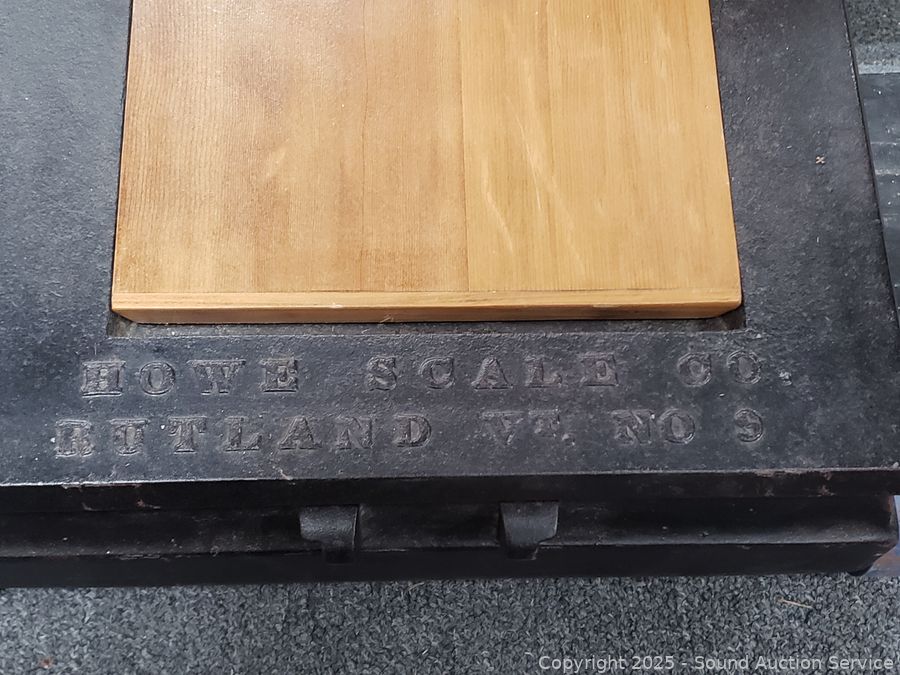 HOWE SCALE CO.
RUTLAND VT. NO 9
Copyright 2025 - Sound Auction Service